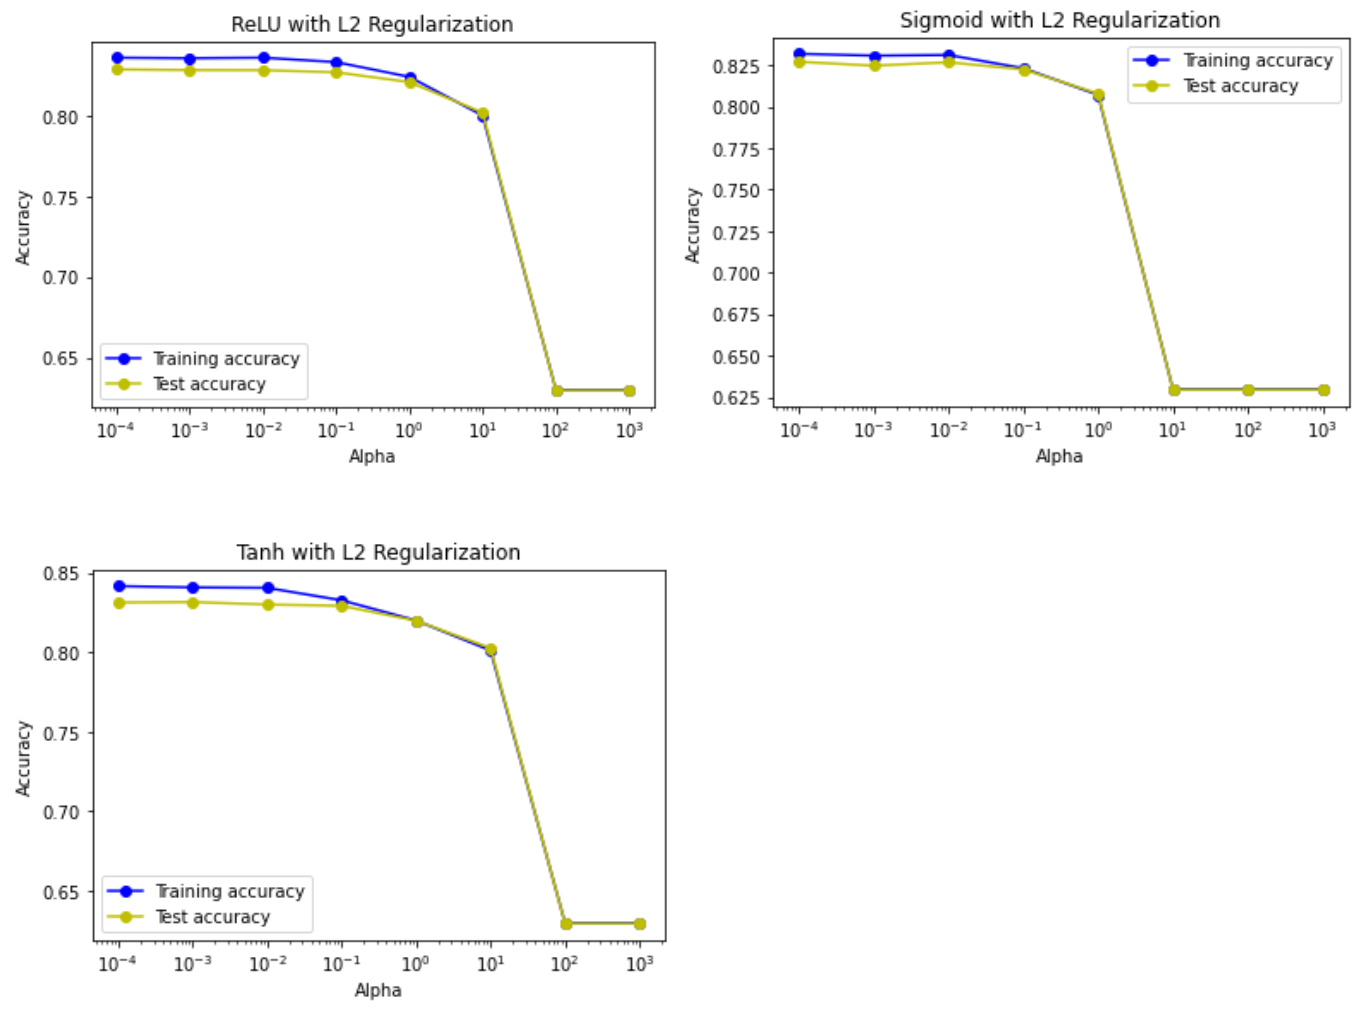 ReLU with L2 Regularization
Accuracy
0.80
0.75
0.70
0.65
Training accuracy
Test accuracy
10⁻⁴ 10⁻³ 10⁻² 10⁻¹ 10⁰ 10¹ 10² 10³
Alpha
Sigmoid with L2 Regularization
Accuracy
0.825
0.800
0.775
0.750
0.725
0.700
0.675
0.650
0.625
Training accuracy
Test accuracy
10⁻⁴ 10⁻³ 10⁻² 10⁻¹ 10⁰ 10¹ 10² 10³
Alpha
Tanh with L2 Regularization
Accuracy
0.85
0.80
0.75
0.70
0.65
Training accuracy
Test accuracy
10⁻⁴ 10⁻³ 10⁻² 10⁻¹ 10⁰ 10¹ 10² 10³
Alpha